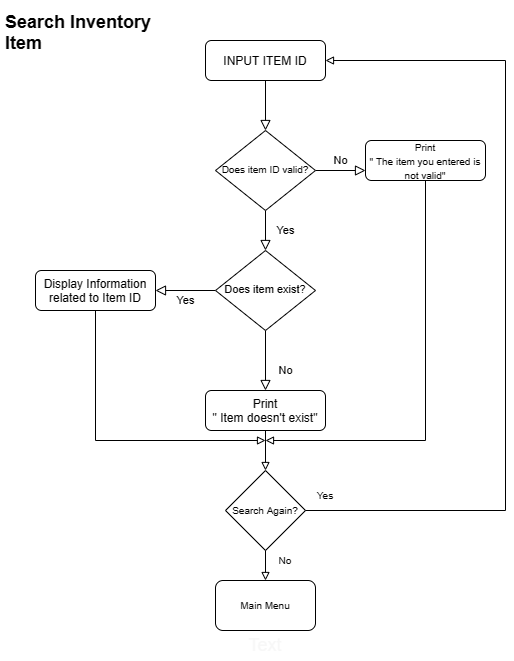 Search Inventory
Item
INPUT ITEM ID
Does item ID valid?
No
Print
" The item you entered is
not valid"
Yes
Does item exist?
Yes
Display Information
related to Item ID
No
Print
" Item doesn't exist"
Search Again?
Yes
No
Main Menu
Text